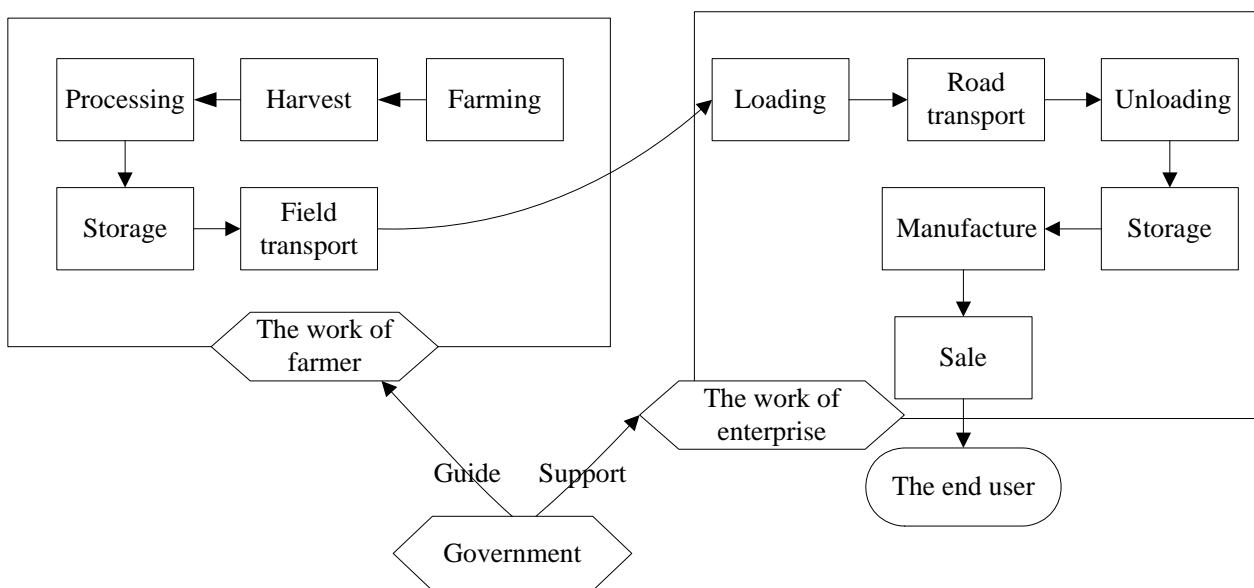 Processing
Harvest
Farming
Loading
Road
transport
Unloading
Storage
Field
transport
Manufacture
Storage
The work of
farmer
Sale
The work of
enterprise
Guide
Support
The end user
Government